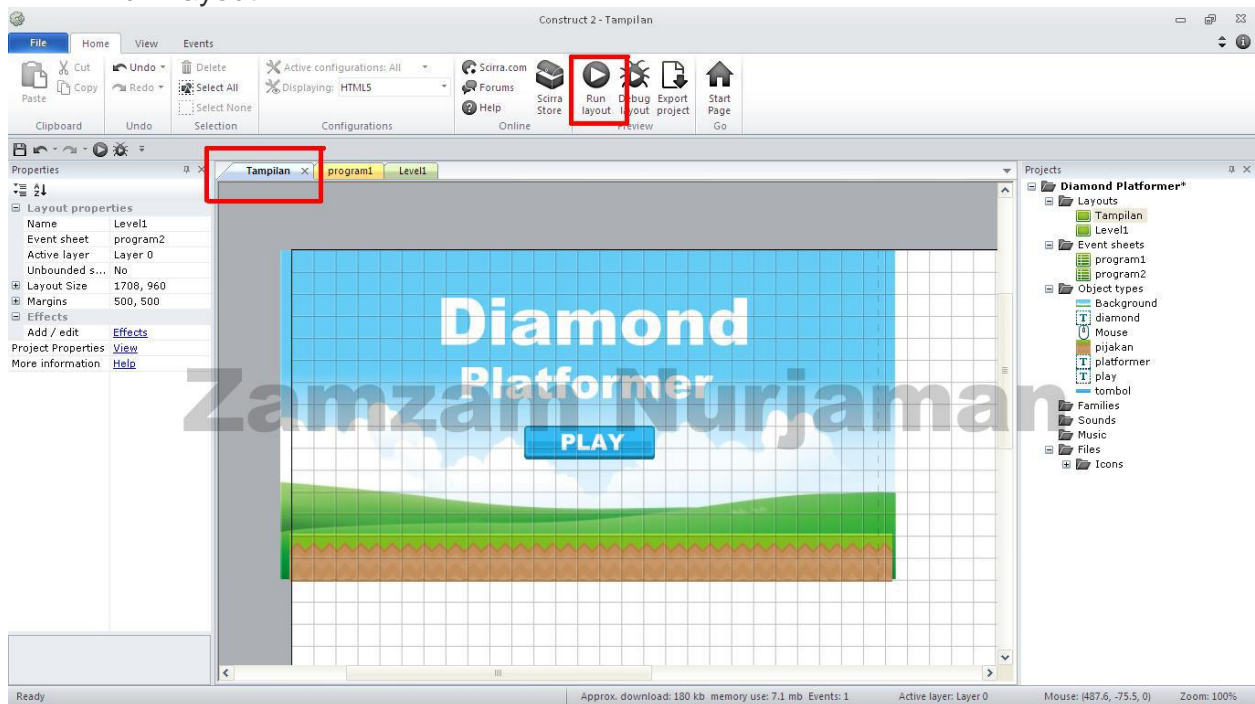 Construct 2 - Tampilan
File Home View Events
Paste
Cut
Copy
Clipboard
Undo
Redo
Undo
Delete
Select All
Select None
Selection
Active configurations: All
Displaying: HTML5
Configurations
Scirra.com
Forums
Help
Online
Scirra Store
Run layout
Debug layout
Export project
Preview
Start Page
Go
Properties
Layout properties
Name Level1
Event sheet program2
Active layer Layer 0
Unbounded s... No
Layout Size 1708, 960
Margins 500, 500
Effects
Add / edit Effects
Project Properties View
More information Help
Tampilan program1 Level1
Diamond
Platformer
PLAY
Zamzam Nurjaman
Projects
Diamond Platformer*
Layouts
Tampilan
Level1
Event sheets
program1
program2
Object types
Background
diamond
Mouse
pijakan
platformer
play
tombol
Families
Sounds
Music
Files
Icons
Ready
Approx. download: 180 kb memory use: 7.1 mb Events: 1
Active layer: Layer 0
Mouse: (487.6, -75.5, 0)
Zoom: 100%